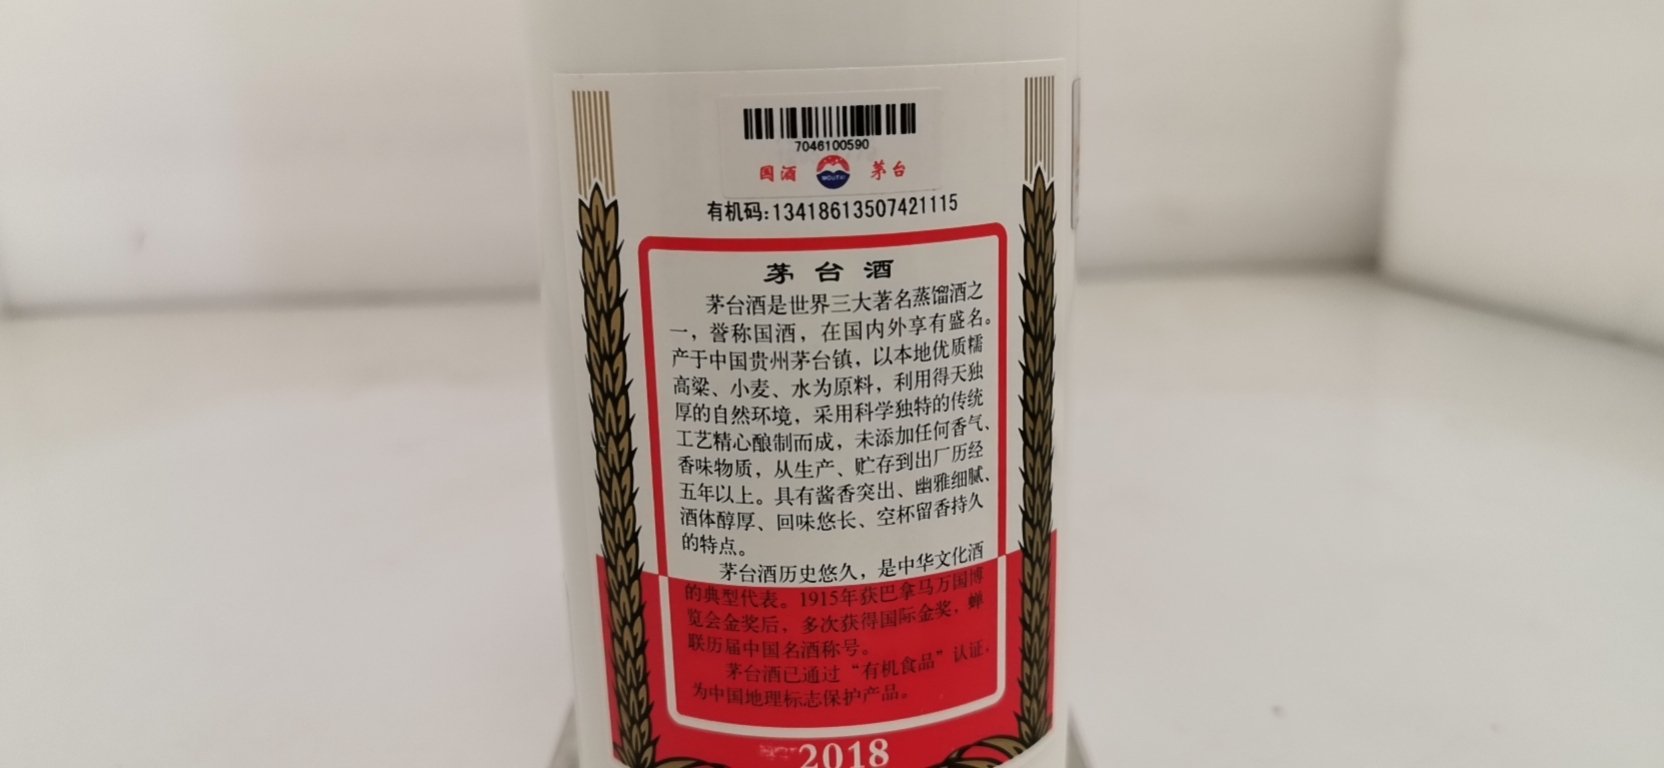 7046100590
国酒 MOUTAI 茅台
有机码:13418613507421115
茅台酒
茅台酒是世界三大著名蒸馏酒之
一，誉称国酒，在国内外享有盛名。
产于中国贵州茅台镇，以本地优质糯
高粱、小麦、水为原料，利用得天独
厚的自然环境，采用科学独特的传统
工艺精心酿制而成，未添加任何香气、
香味物质，从生产、贮存到出厂历经
五年以上。具有酱香突出、幽雅细腻、
酒体醇厚、回味悠长、空杯留香持久
的特点。
茅台酒历史悠久，是中华文化酒
的典型代表。1915年获巴拿马万国博
览会金奖后，多次获得国际金奖，蝉
联历届中国名酒称号。
茅台酒已通过“有机食品”认证，
为中国地理标志保护产品。
2018